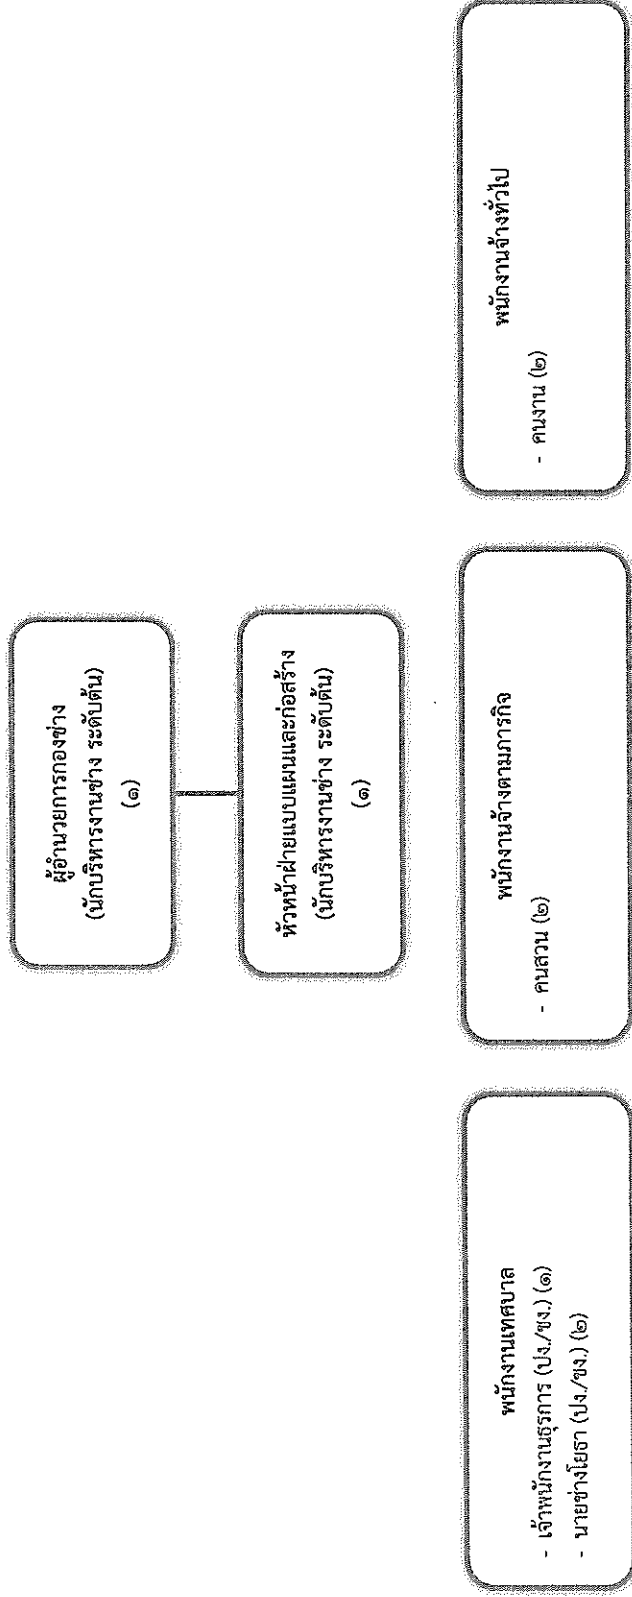 ผู้อำนวยการกองช่าง
(นักบริหารงานช่าง ระดับต้น)
(๑)
หัวหน้าฝ่ายแบบแผนและก่อสร้าง
(นักบริหารงานช่าง ระดับต้น)
(๑)
พนักงานเทศบาล
- เจ้าพนักงานธุรการ (ปง./ชง.) (๑)
- นายช่างโยธา (ปง./ชง.) (๒)
พนักงานจ้างตามภารกิจ
- คนสวน (๒)
พนักงานจ้างทั่วไป
- คนงาน (๒)